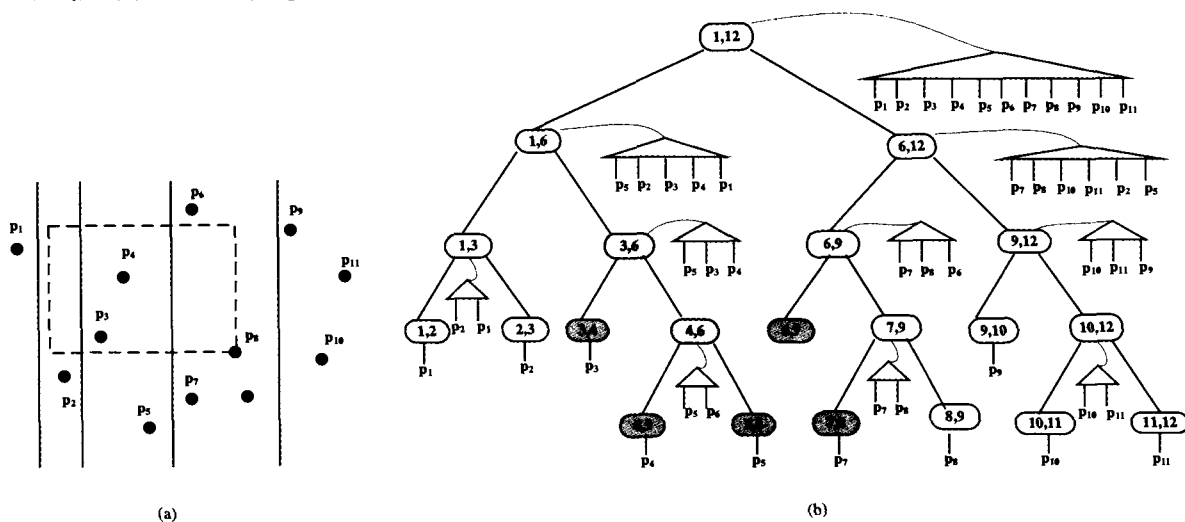 1,12
p1 p2 p3 p4 p5 p6 p7 p8 p9 p10 p11
1,6
p5 p2 p3 p4 p1
6,12
p7 p8 p10 p11 p2 p5
p6
p1
p9
p4
p11
p3
p8
p10
p2
p7
p5
1,3
3,6
p5 p3 p4
6,9
p7 p8 p6
9,12
p10 p11 p9
1,2
p2 p1
2,3
3,4
4,6
7,9
9,10
10,12
p1
p2
p3
p5 p6
p7 p8
p9
p10 p11
8,9
10,11
11,12
p4
p5
p7
p8
p10
p11
(a)
(b)